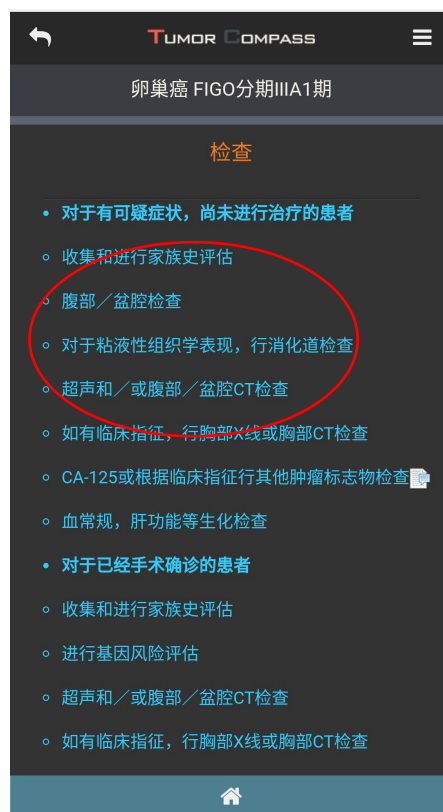 TUMOR COMPASS
卵巢癌 FIGO分期IIIA1期
检查
对于有可疑症状，尚未进行治疗的患者
收集和进行家族史评估
腹部／盆腔检查
对于粘液性组织学表现，行消化道检查
超声和／或腹部／盆腔CT检查
如有临床指征，行胸部X线或胸部CT检查
CA-125或根据临床指征行其他肿瘤标志物检查
血常规，肝功能等生化检查
对于已经手术确诊的患者
收集和进行家族史评估
进行基因风险评估
超声和／或腹部／盆腔CT检查
如有临床指征，行胸部X线或胸部CT检查